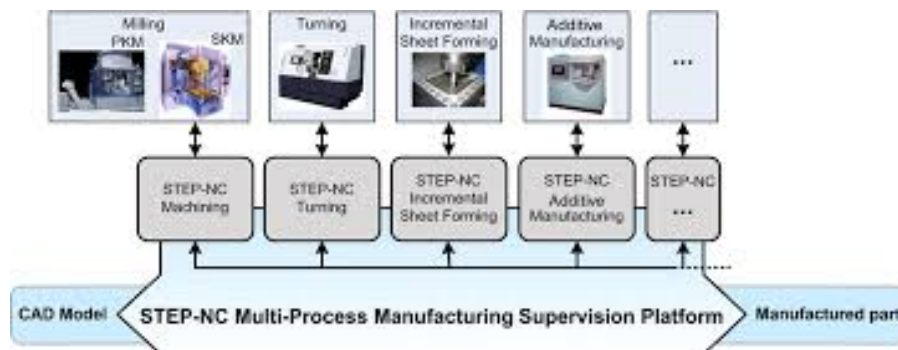 Milling
PKM
SKM
Turning
Incremental
Sheet Forming
Additive
Manufacturing
...
STEP-NC
Machining
STEP-NC
Turning
STEP-NC
Incremental
Sheet Forming
STEP-NC
Additive
Manufacturing
STEP-NC
...
CAD Model
STEP-NC Multi-Process Manufacturing Supervision Platform
Manufactured part